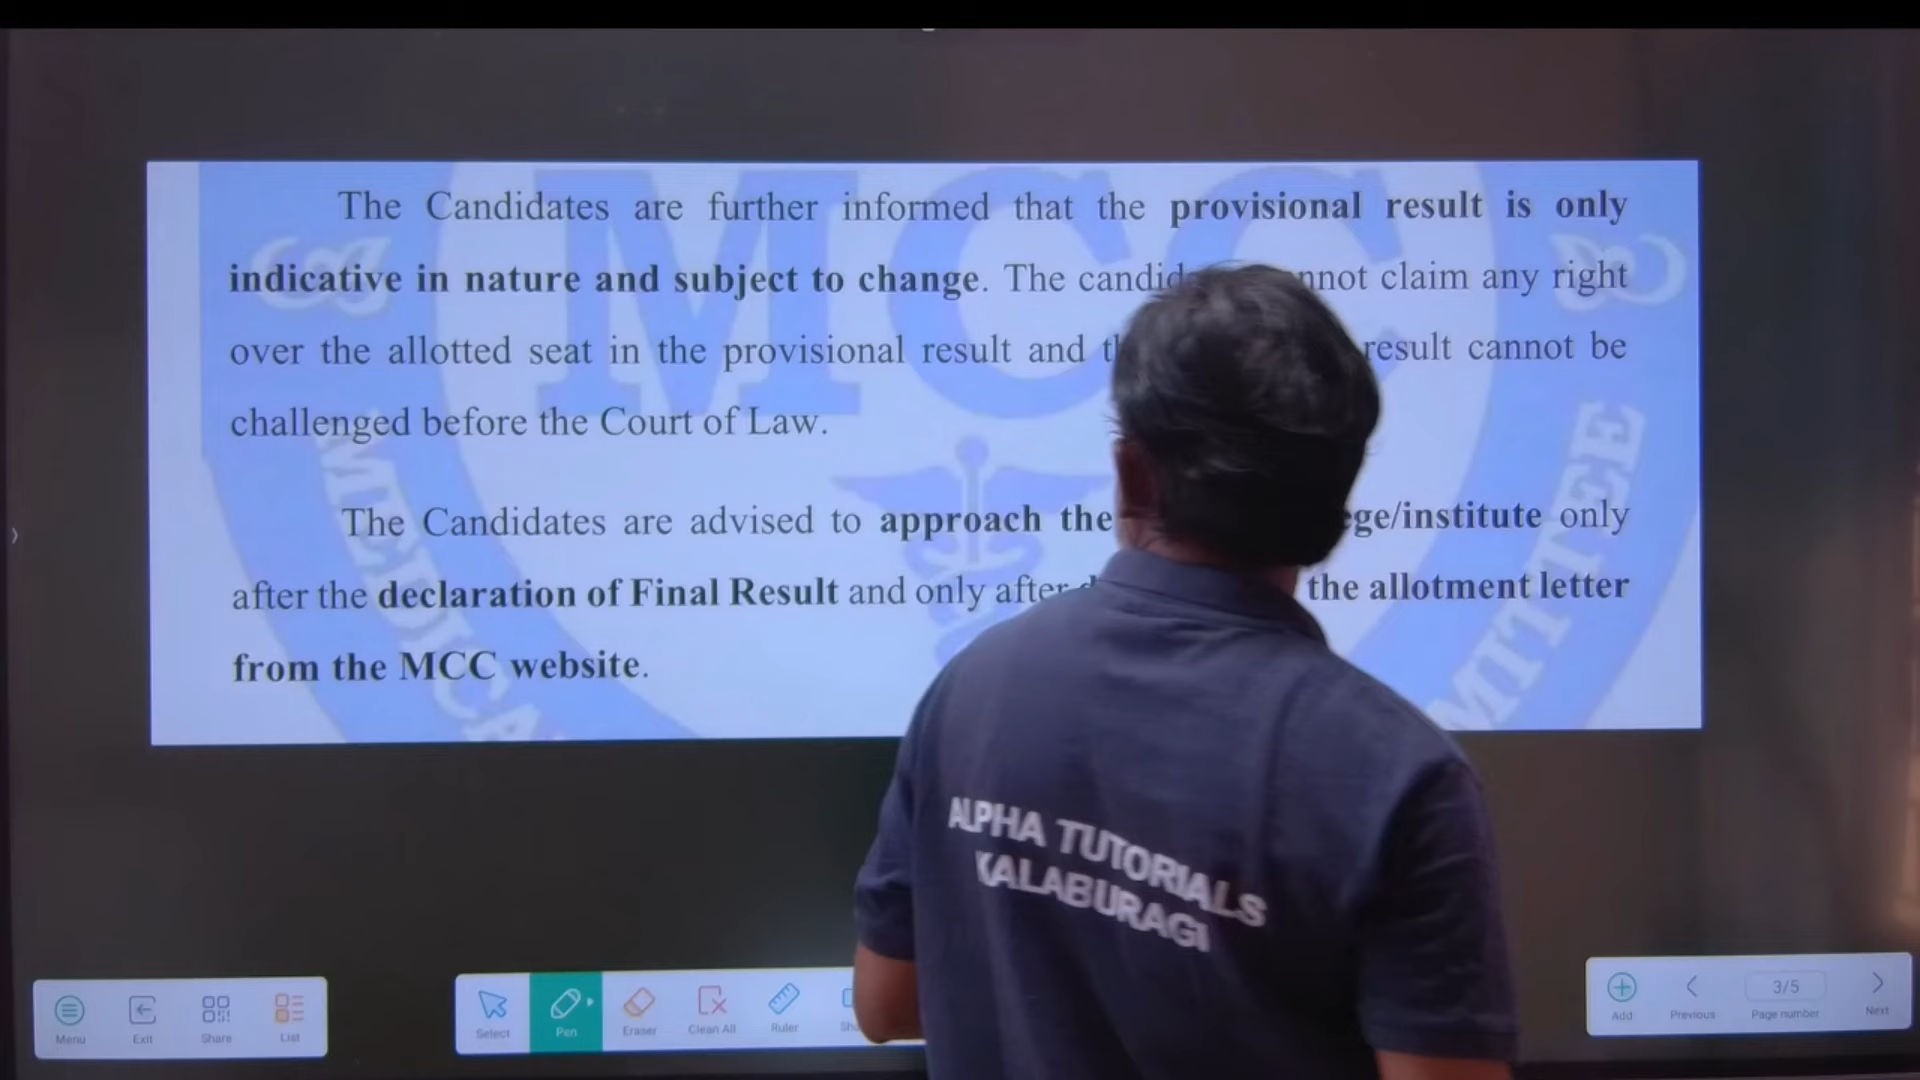 The Candidates are further informed that the provisional result is only
indicative in nature and subject to change. The cannot claim any right
over the allotted seat in the provisional result and result cannot be
challenged before the Court of Law.
The Candidates are advised to approach the ege/institute only
after the declaration of Final Result and only after the allotment letter
from the MCC website.
MCC
MEDICA
MITTEE
ALPHA TUTORIALS
KALABURAGI
Menu Exit Share List
Select Pen Eraser Clean All Ruler
Add Previous 3/5 Page number Next